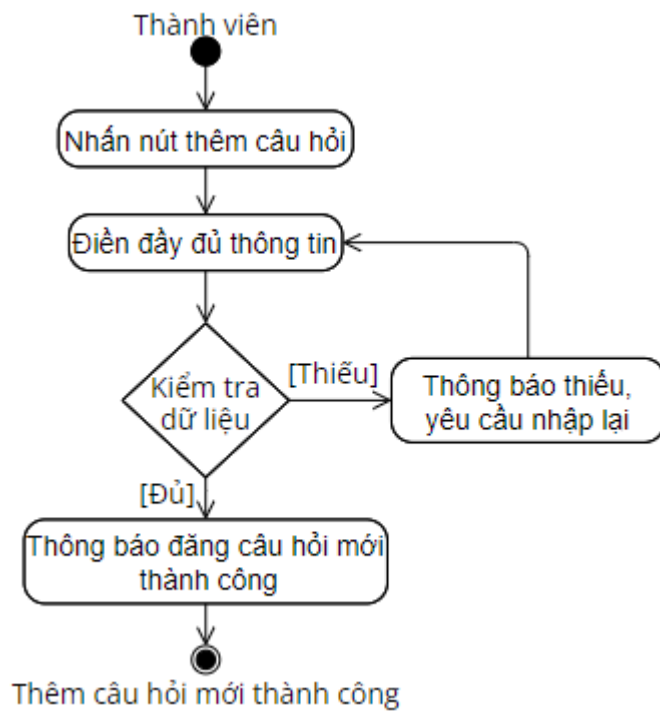 Thành viên
Nhấn nút thêm câu hỏi
Điền đầy đủ thông tin
Kiểm tra
dữ liệu
[Thiếu]
Thông báo thiếu,
yêu cầu nhập lại
[Đủ]
Thông báo đăng câu hỏi mới
thành công
Thêm câu hỏi mới thành công